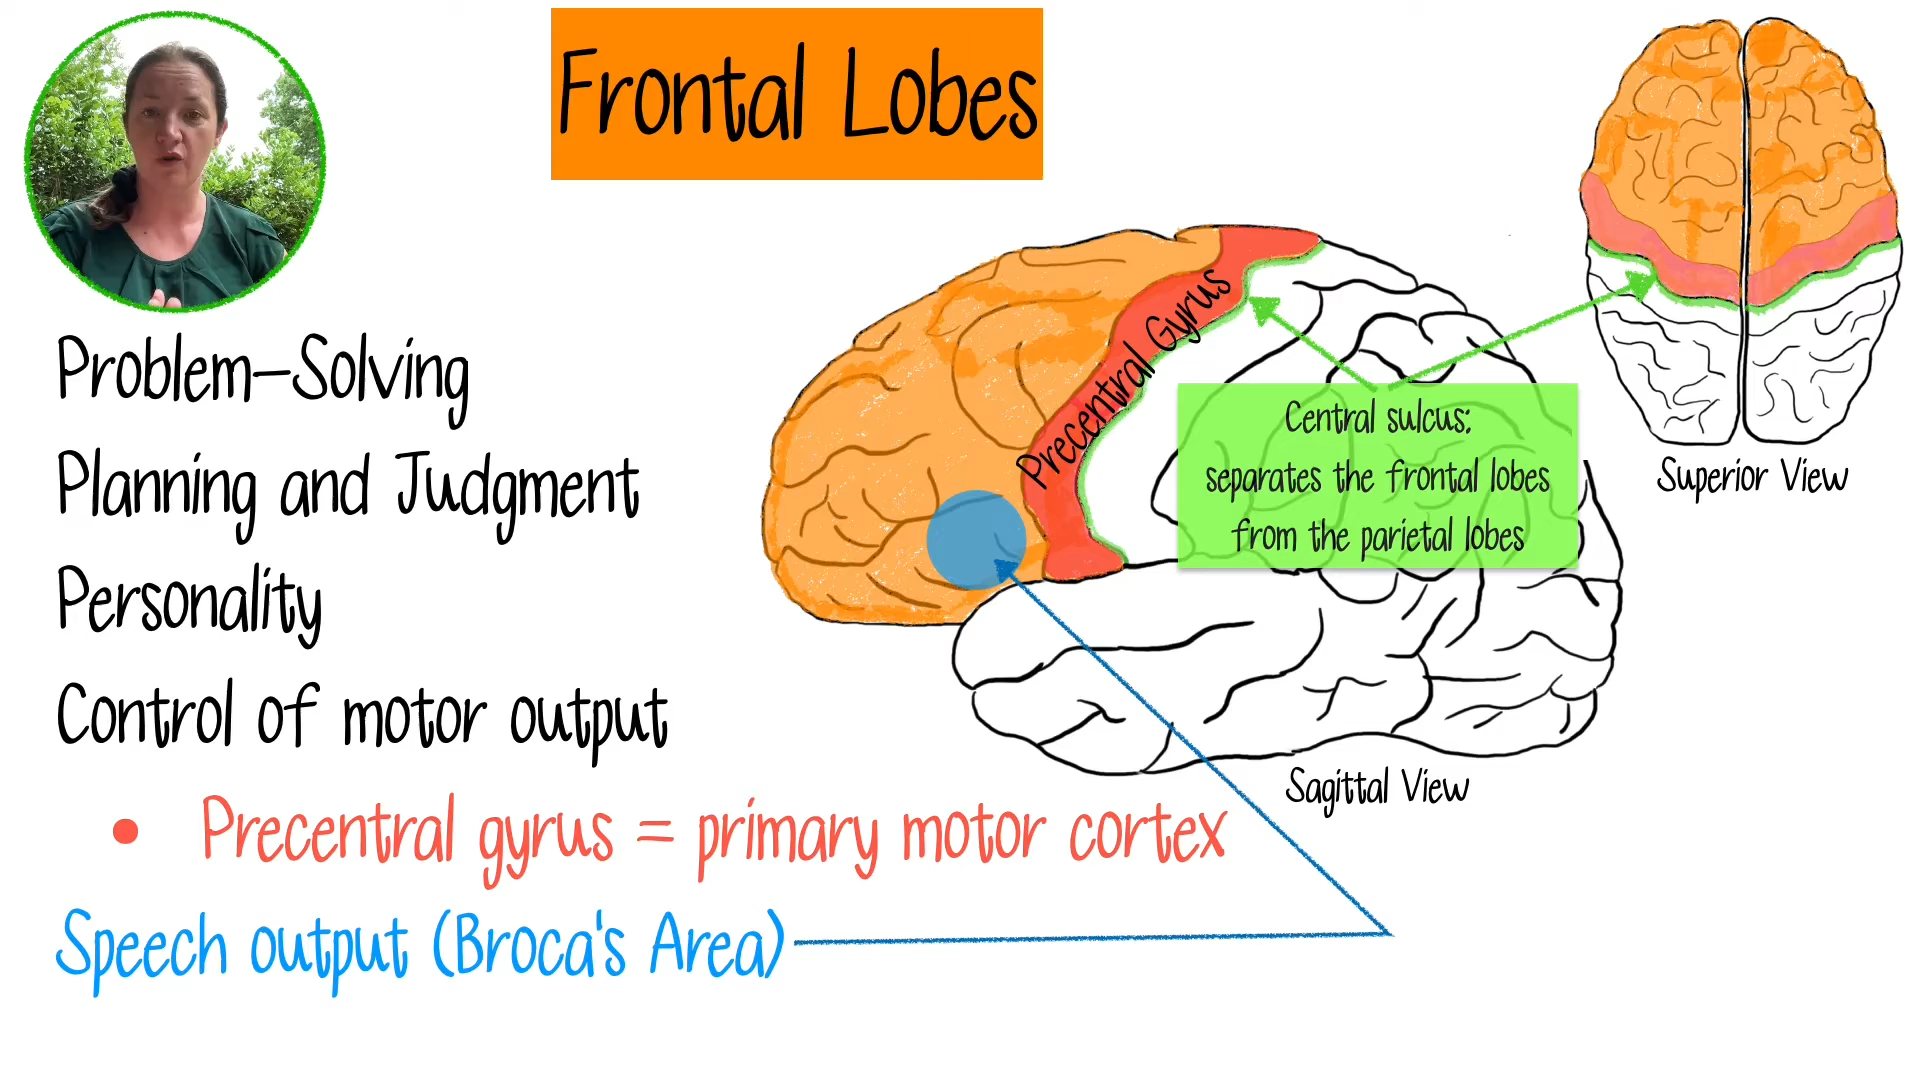 Frontal Lobes
Problem-Solving
Planning and Judgment
Personality
Control of motor output
• Precentral gyrus = primary motor cortex
Speech output (Broca's Area)
Precentral Gyrus
Central sulcus:
separates the frontal lobes
from the parietal lobes
Superior View
Sagittal View